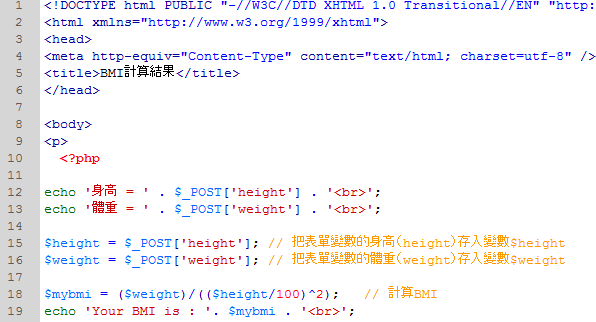 1 <!DOCTYPE html PUBLIC "-//W3C//DTD XHTML 1.0 Transitional//EN" "http:
2 <html xmlns="http://www.w3.org/1999/xhtml">
3 <head>
4 <meta http-equiv="Content-Type" content="text/html; charset=utf-8" />
5 <title>BMI計算結果</title>
6 </head>
7
8 <body>
9 <p>
10 <?php
11
12 echo '身高 = ' . $_POST['height'] . '<br>';
13 echo '體重 = ' . $_POST['weight'] . '<br>';
14
15 $height = $_POST['height']; // 把表單變數的身高(height)存入變數$height
16 $weight = $_POST['weight']; // 把表單變數的體重(weight)存入變數$weight
17
18 $mybmi = ($weight)/(($height/100)^2); // 計算BMI
19 echo 'Your BMI is : '. $mybmi . '<br>';